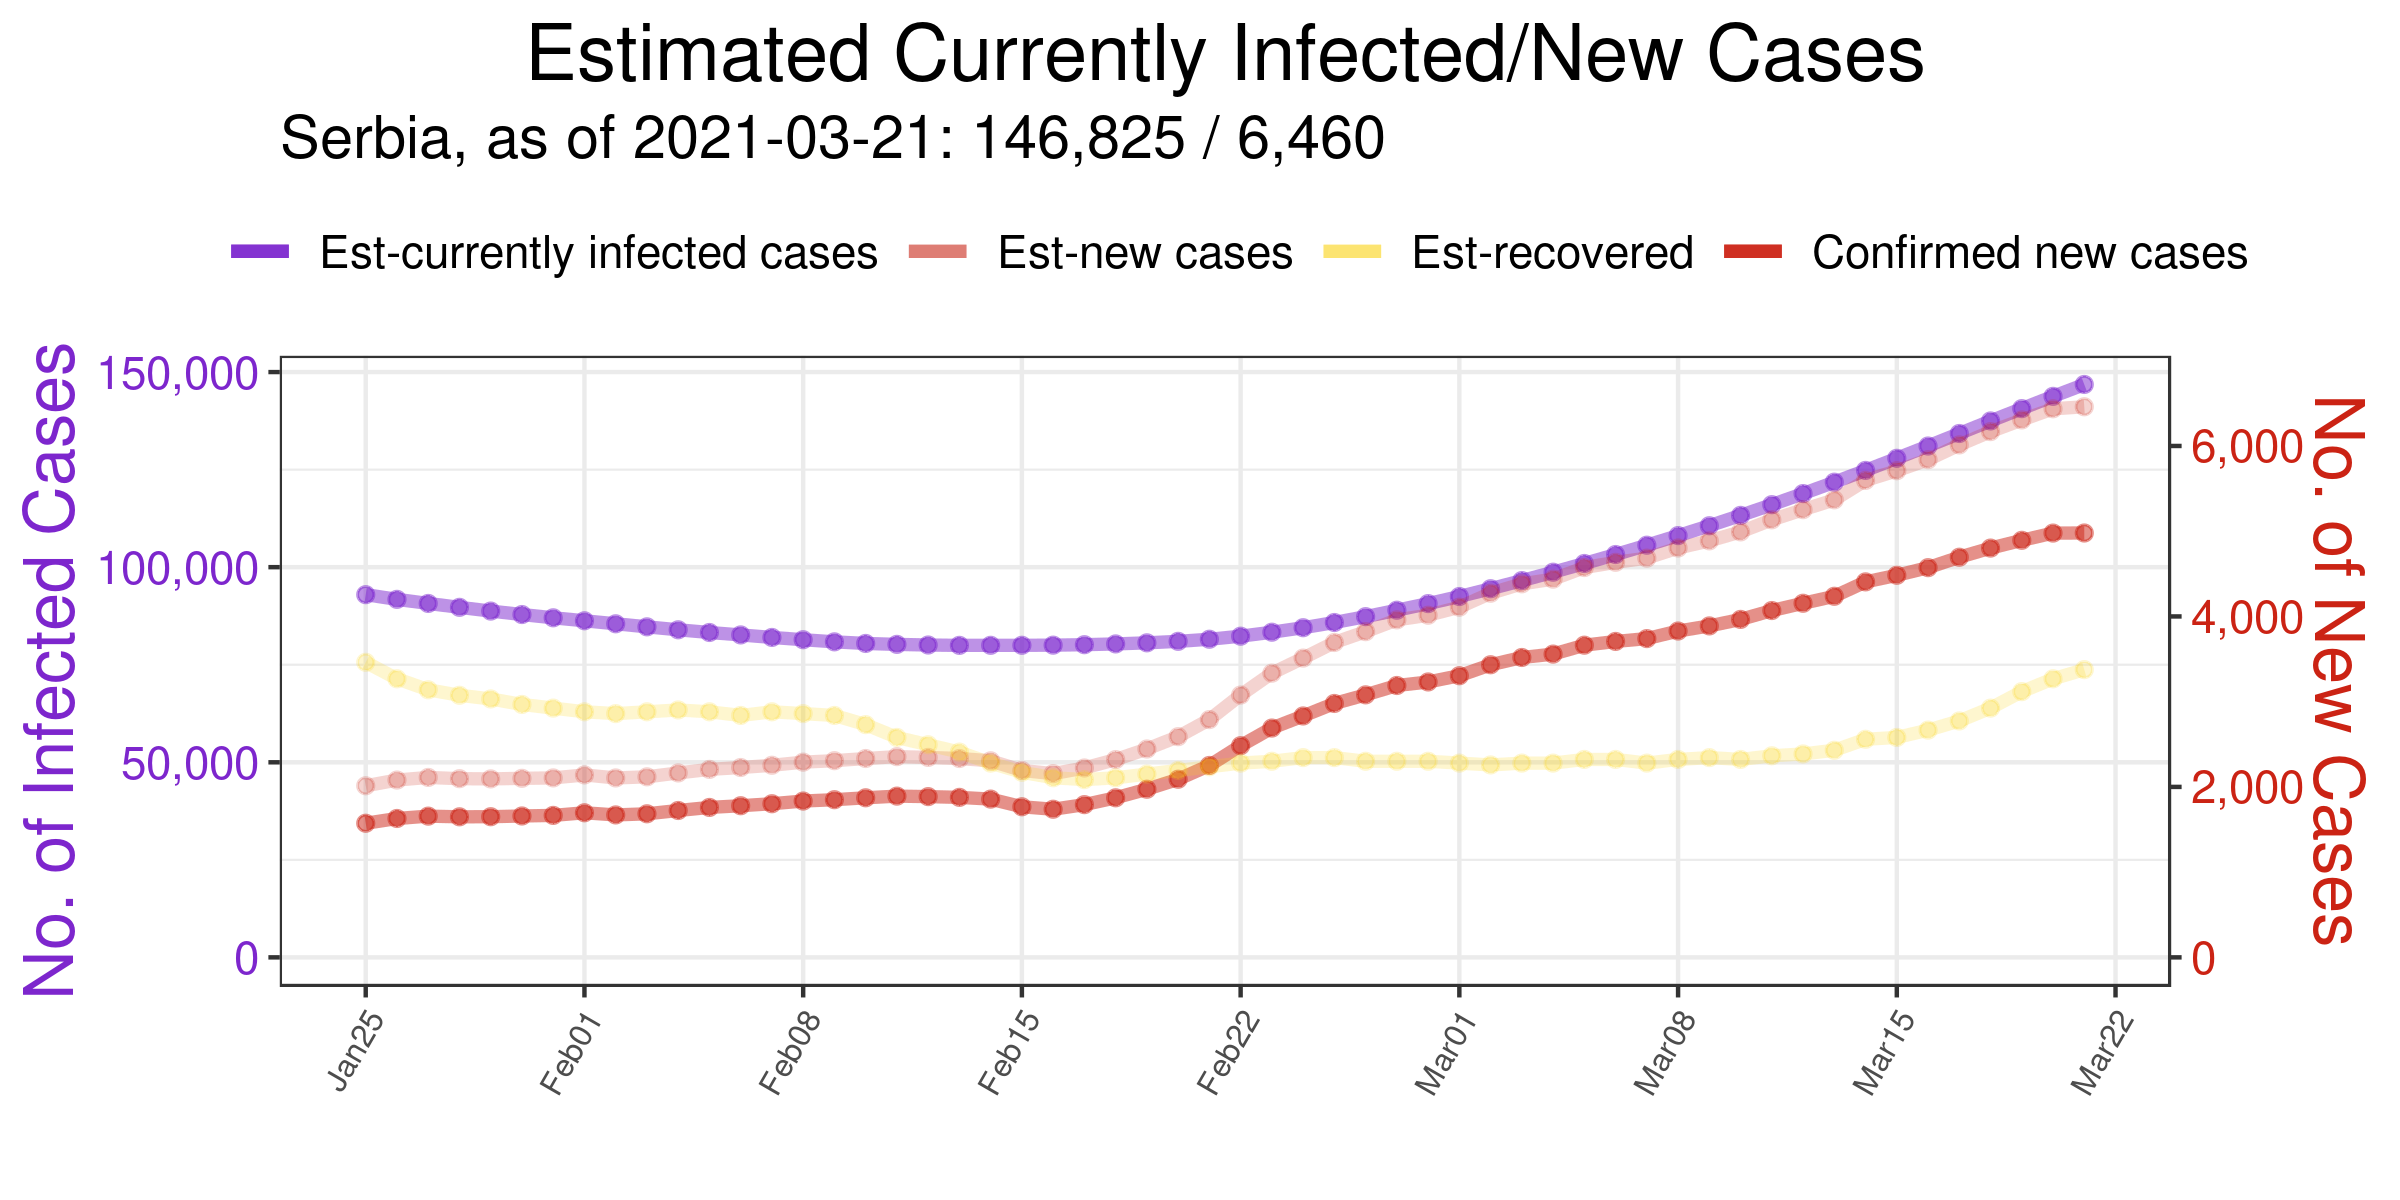 Estimated Currently Infected/New Cases
Serbia, as of 2021-03-21: 146,825 / 6,460
Est-currently infected cases Est-new cases Est-recovered Confirmed new cases
No. of Infected Cases
150,000
100,000
50,000
0
6,000
4,000
2,000
0
No. of New Cases
Jan25 Feb01 Feb08 Feb15 Feb22 Mar01 Mar08 Mar15 Mar22